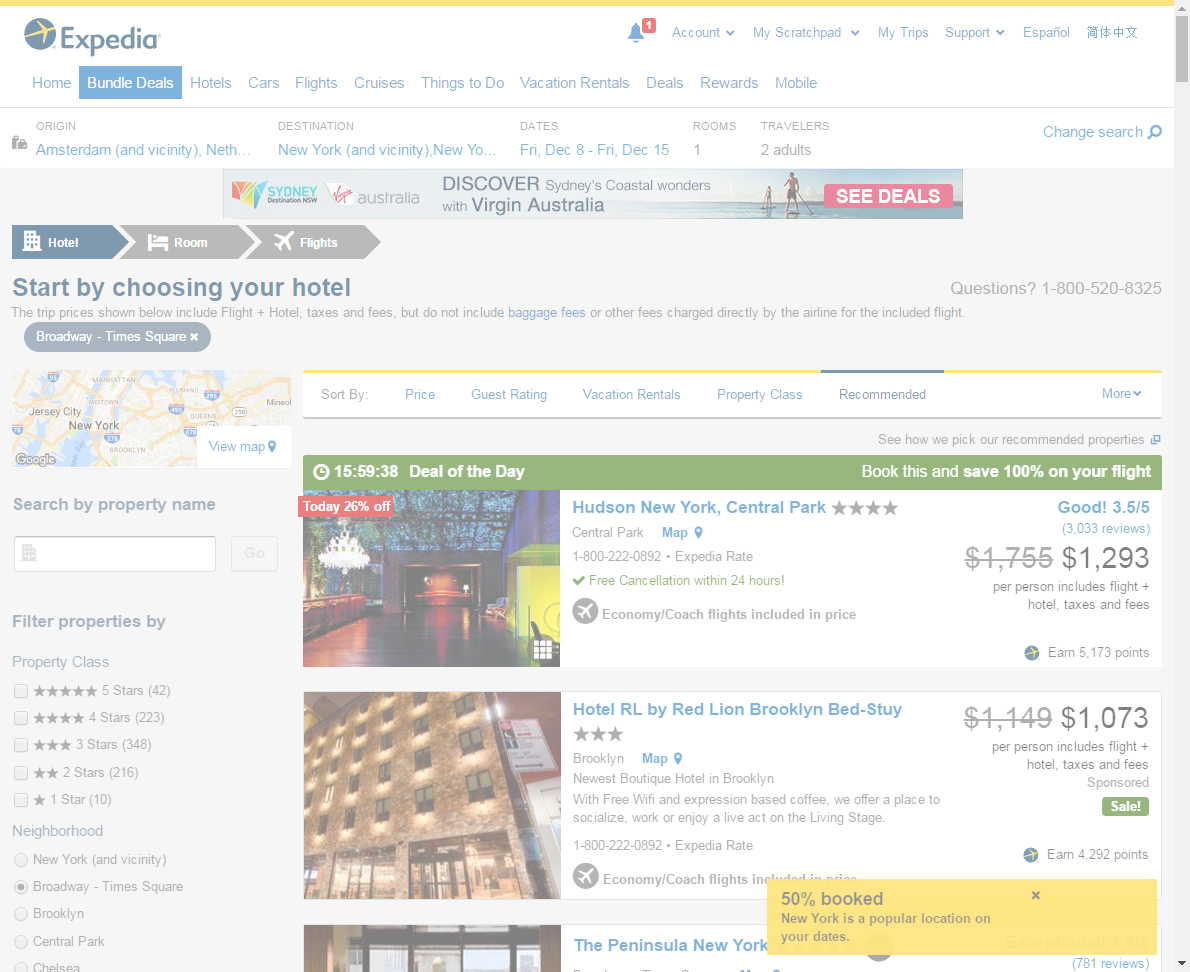 Expedia
1
Account
My Scratchpad
My Trips
Support
Español
简体中文
Home
Bundle Deals
Hotels
Cars
Flights
Cruises
Things to Do
Vacation Rentals
Deals
Rewards
Mobile
ORIGIN
Amsterdam (and vicinity), Neth...
DESTINATION
New York (and vicinity),New Yo...
DATES
Fri, Dec 8 - Fri, Dec 15
ROOMS
1
TRAVELERS
2 adults
Change search
SYDNEY
Destination NSW
Virgin australia
DISCOVER Sydney's Coastal wonders
with Virgin Australia
SEE DEALS
Hotel
Room
Flights
Start by choosing your hotel
Questions? 1-800-520-8325
The trip prices shown below include Flight + Hotel, taxes and fees, but do not include baggage fees or other fees charged directly by the airline for the included flight.
Broadway - Times Square ×
MANHATTAN
FLUSHING
495
295
Jersey City
MIDTOWN
Mineol
New York
QUEENS
78
278
678
BROOKLYN
Google
View map
Sort By:
Price
Guest Rating
Vacation Rentals
Property Class
Recommended
More
See how we pick our recommended properties
Search by property name
Go
Filter properties by
Property Class
★★★★★ 5 Stars (42)
★★★★ 4 Stars (223)
★★★ 3 Stars (348)
★★ 2 Stars (216)
★ 1 Star (10)
Neighborhood
New York (and vicinity)
Broadway - Times Square
Brooklyn
Central Park
Chelsea
15:59:38 Deal of the Day
Book this and save 100% on your flight
Today 26% off
Hudson New York, Central Park ★★★★
Good! 3.5/5
Central Park Map
(3,033 reviews)
1-800-222-0892 • Expedia Rate
$1,755 $1,293
Free Cancellation within 24 hours!
per person includes flight +
hotel, taxes and fees
Economy/Coach flights included in price
Earn 5,173 points
Hotel RL by Red Lion Brooklyn Bed-Stuy
★★★
$1,149 $1,073
Brooklyn Map
per person includes flight +
hotel, taxes and fees
Newest Boutique Hotel in Brooklyn
Sponsored
With Free Wifi and expression based coffee, we offer a place to
socialize, work or enjoy a live act on the Living Stage.
Sale!
1-800-222-0892 • Expedia Rate
Earn 4,292 points
Economy/Coach flights included in price
50% booked
×
New York is a popular location on
your dates.
The Peninsula New York
(781 reviews)